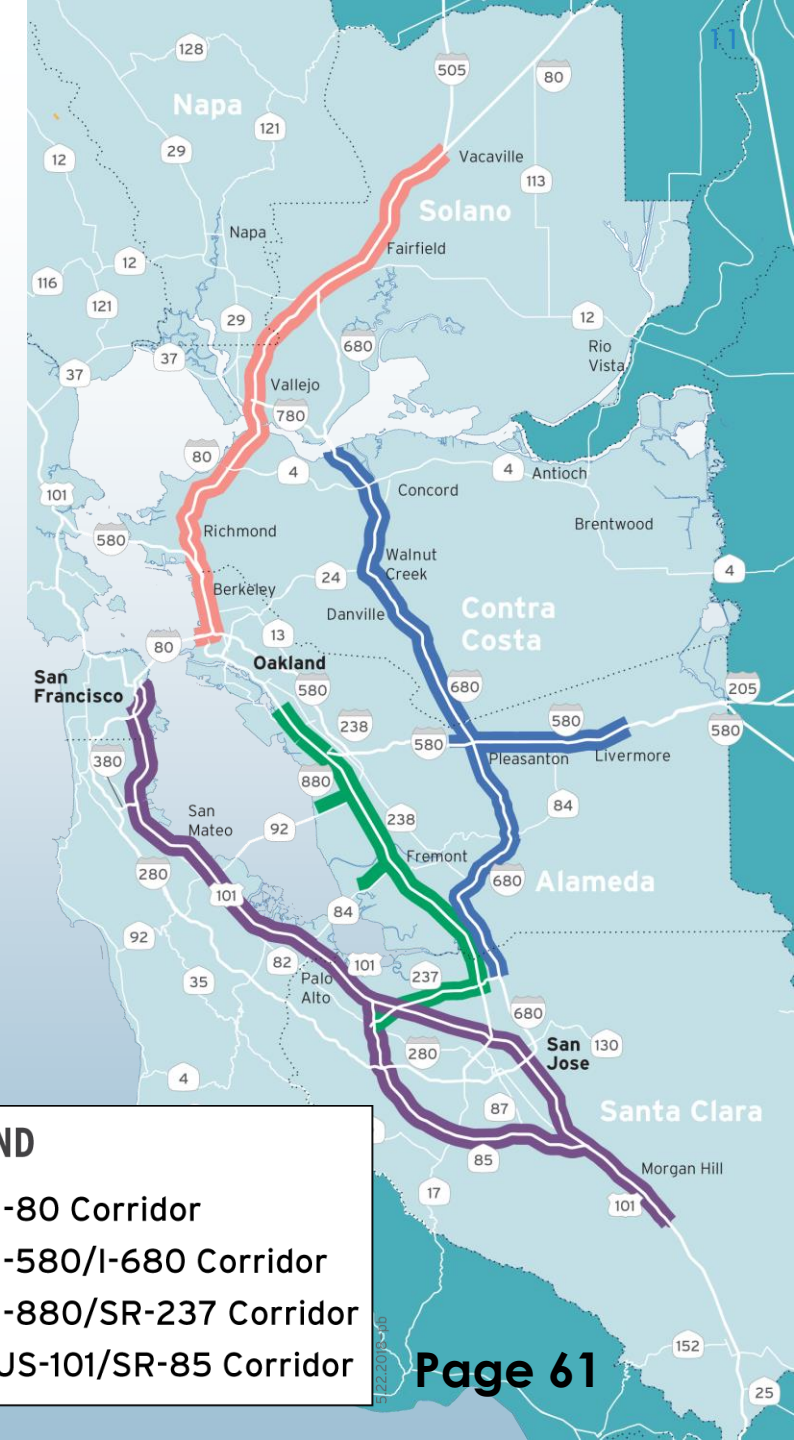 11
128
505
80
Napa
121
29
12
Vacaville
113
Solano
Napa
Fairfield
12
116
121
29
12
680
Rio
Vista
37
37
Vallejo
780
80
4
4
Antioch
Concord
101
Brentwood
Richmond
580
Walnut
Creek
24
4
Berkeley
Danville
Contra
Costa
13
80
Oakland
San
Francisco
580
680
205
580
238
580
580
Pleasanton
Livermore
380
880
84
San
Mateo
92
238
Fremont
280
680
Alameda
101
84
92
82
101
237
35
Palo
Alto
680
San
Jose
130
280
4
87
Santa Clara
85
Morgan Hill
17
101
ND
-80 Corridor
-580/I-680 Corridor
-880/SR-237 Corridor
US-101/SR-85 Corridor
152
25
Page 61